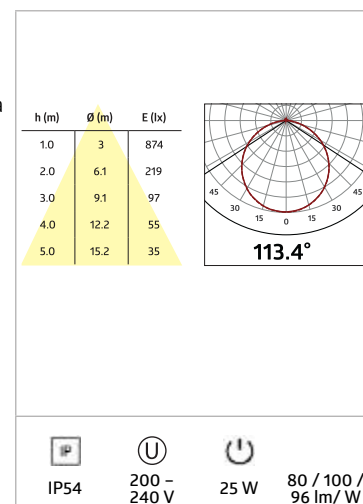 h (m) Ø (m) E (lx)
1.0 3 874
2.0 6.1 219
3.0 9.1 97
4.0 12.2 55
5.0 15.2 35
45 30 15 0 15 30 45
113.4°
IP
U
IP54
200 –
240 V
25 W
80 / 100 /
96 lm/ W